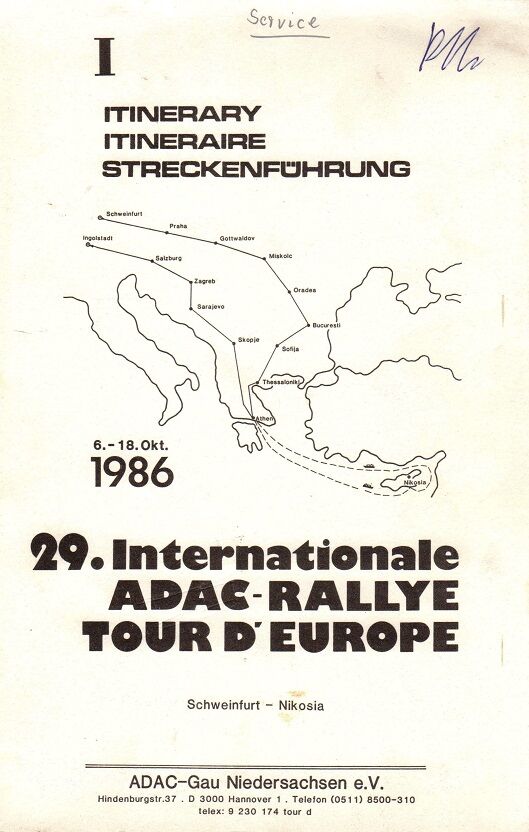 Service
I
ITINERARY
ITINERAIRE
STRECKENFÜHRUNG
Schweinfurt
Praha
Gottwaldov
Ingolstadt
Salzburg
Miskolc
Zagreb
Oradea
Sarajevo
Bucuresti
Skopje
Sofija
Thessaloniki
Athen
6.-18.Okt.
1986
Nikosia
29. Internationale
ADAC-RALLYE
TOUR D'EUROPE
Schweinfurt - Nikosia
ADAC-Gau Niedersachsen e.V.
Hindenburgstr.37 . D 3000 Hannover 1 . Telefon (0511) 8500-310
telex: 9 230 174 tour d